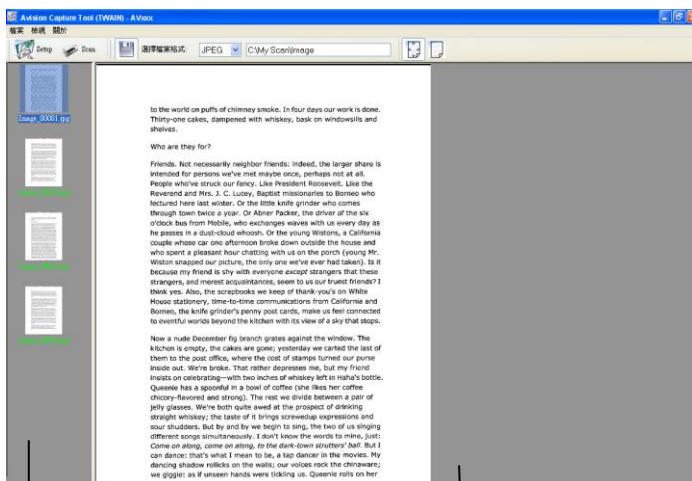 Avision Capture Tool (TWAIN) - AVxxx
檔案 檢視 關於
Setup Scan 選擇檔案格式 JPEG C:\My Scan\Image
Image_00001.jpg
to the world on puffs of chimney smoke. In four days our work is done.
Thirty-one cakes, dampened with whiskey, bask on windowsills and
shelves.
Who are they for?
Friends. Not necessarily neighbor friends: indeed, the larger share is
intended for persons we've met maybe once, perhaps not at all.
People who've struck our fancy. Like President Roosevelt. Like the
Reverend and Mrs. J. C. Lucey, Baptist missionaries to Borneo who
lectured here last winter. Or the little knife grinder who comes
through town twice a year. Or Abner Packer, the driver of the six
o'clock bus from Mobile, who exchanges waves with us every day as
he passes in a dust-cloud whoosh. Or the young Wistons, a California
couple whose car one afternoon broke down outside the house and
who spent a pleasant hour chatting with us on the porch (young Mr.
Wiston snapped our picture, the only one we've ever had taken). Is it
because my friend is shy with everyone except strangers that these
strangers, and merest acquaintances, seem to us our truest friends? I
think yes. Also, the scrapbooks we keep of thank-you's on White
House stationery, time-to-time communications from California and
Borneo, the knife grinder's penny post cards, make us feel connected
to eventful worlds beyond the kitchen with its view of a sky that stops.
Now a nude December fig branch grates against the window. The
kitchen is empty, the cakes are gone; yesterday we carted the last of
them to the post office, where the cost of stamps turned our purse
inside out. We're broke. That rather depresses me, but my friend
insists on celebrating—with two inches of whiskey left in Haha's bottle.
Queenie has a spoonful in a bowl of coffee (she likes her coffee
chicory-flavored and strong). The rest we divide between a pair of
jelly glasses. We're both quite awed at the prospect of drinking
straight whiskey; the taste of it brings screwedup expressions and
sour shudders. But by and by we begin to sing, the two of us singing
different songs simultaneously. I don't know the words to mine, just:
Come on along, come on along, to the dark-town strutters' ball. But I
can dance: that's what I mean to be, a tap dancer in the movies. My
dancing shadow rollicks on the walls; our voices rock the chinaware;
we giggle: as if unseen hands were tickling us. Queenie rolls on her